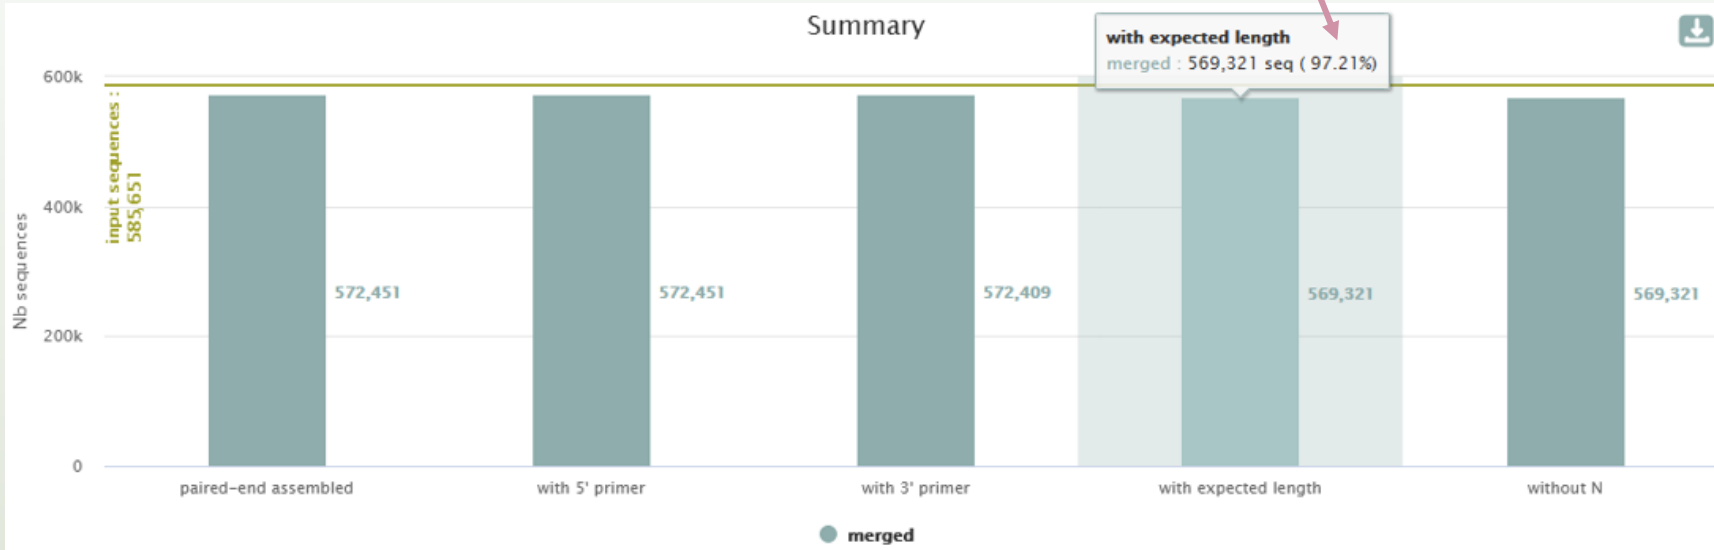 Summary
with expected length
merged : 569,321 seq ( 97.21%)
600k
400k
200k
0
Nb sequences
input sequences :
585,651
572,451
572,451
572,409
569,321
569,321
paired-end assembled
with 5' primer
with 3' primer
with expected length
without N
merged